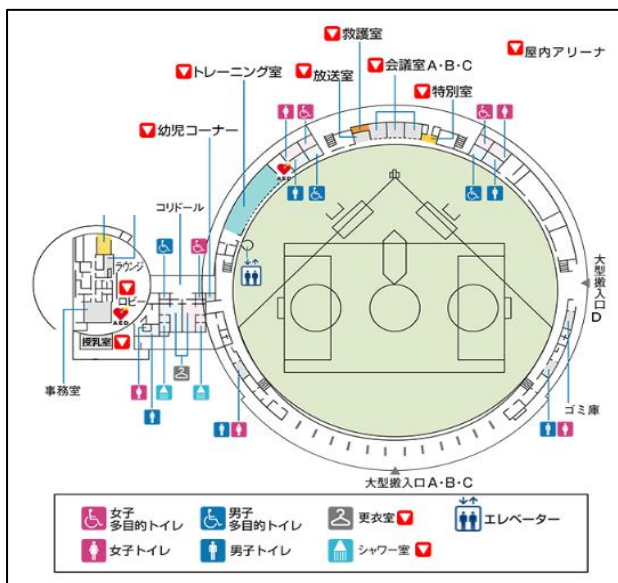 救護室
屋内アリーナ
トレーニング室
放送室
会議室A・B・C
特別室
幼児コーナー
AED
コリドール
ラウンジ
ロビー
AED
授乳室
事務室
大型搬入口D
ゴミ庫
大型搬入口A・B・C
女子
多目的トイレ
男子
多目的トイレ
更衣室
エレベーター
女子トイレ
男子トイレ
シャワー室